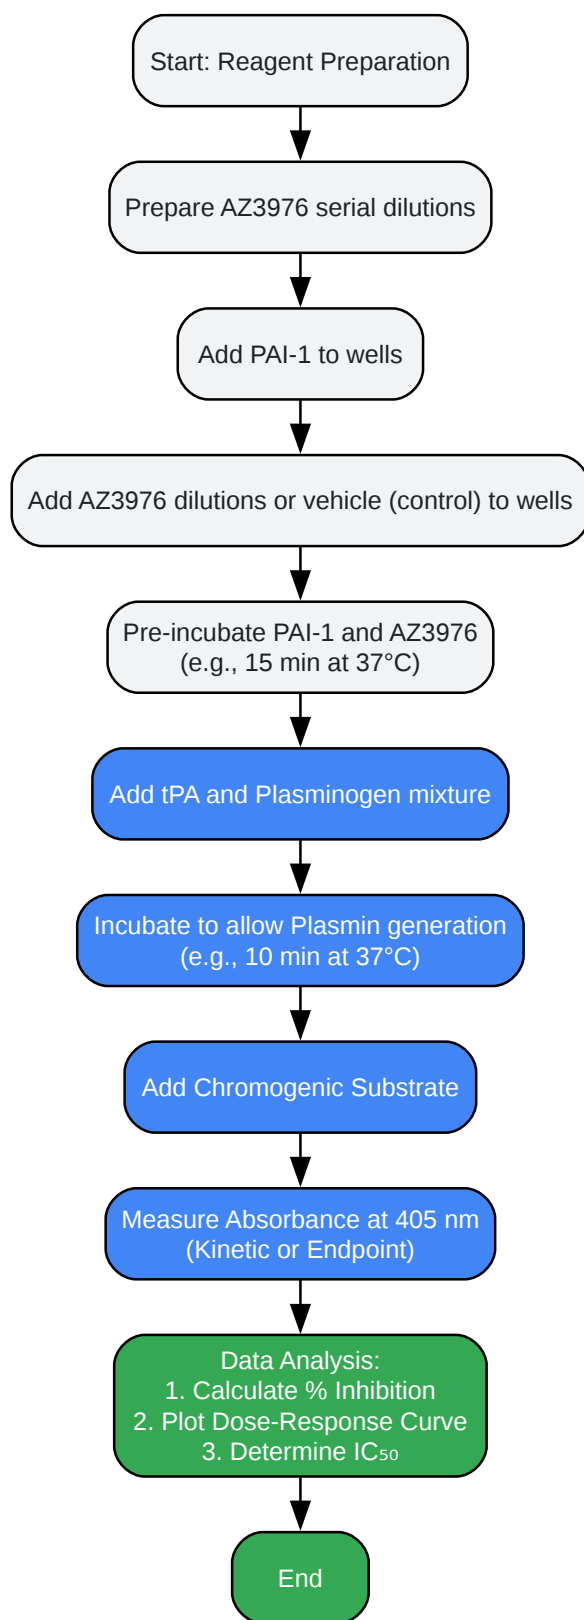 Start: Reagent Preparation
Prepare AZ3976 serial dilutions
Add PAI-1 to wells
Add AZ3976 dilutions or vehicle (control) to wells
Pre-incubate PAI-1 and AZ3976
(e.g., 15 min at 37°C)
Add tPA and Plasminogen mixture
Incubate to allow Plasmin generation
(e.g., 10 min at 37°C)
Add Chromogenic Substrate
Measure Absorbance at 405 nm
(Kinetic or Endpoint)
Data Analysis:
1. Calculate % Inhibition
2. Plot Dose-Response Curve
3. Determine IC₅₀
End